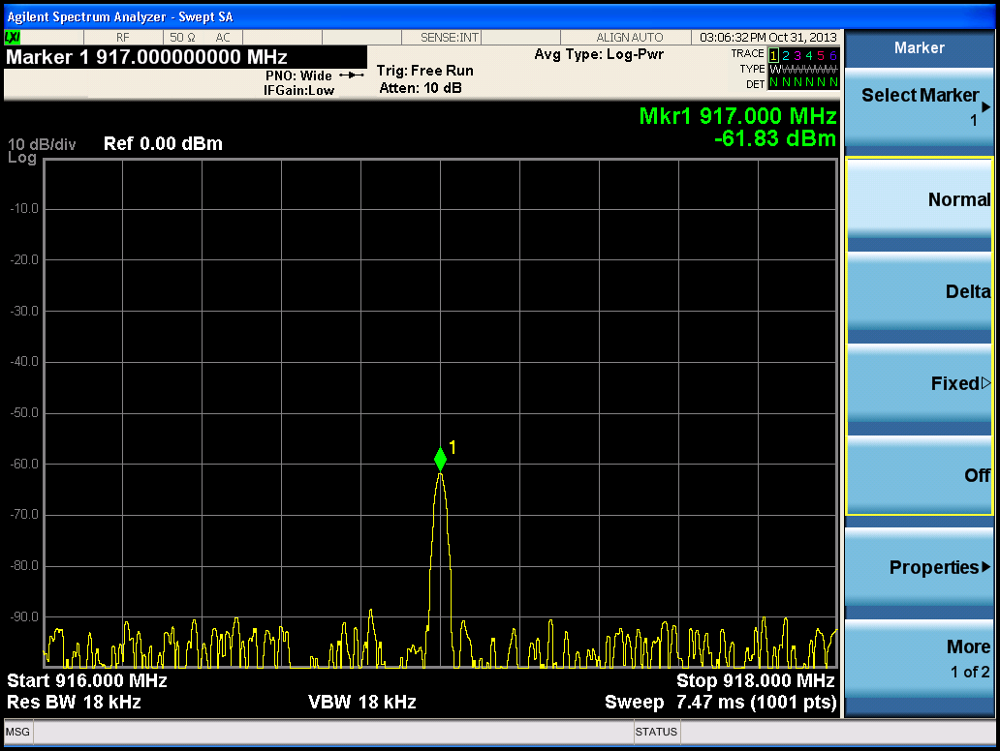 Agilent Spectrum Analyzer - Swept SA
LXI RF 50 Ω AC SENSE:INT ALIGN AUTO 03:06:32 PM Oct 31, 2013
Marker 1 917.000000000 MHz
PNO: Wide
IFGain:Low
Trig: Free Run
Atten: 10 dB
Avg Type: Log-Pwr
TRACE 1 2 3 4 5 6
TYPE W
DET N N N N N N
Mkr1 917.000 MHz
-61.83 dBm
10 dB/div Ref 0.00 dBm
Log
-10.0
-20.0
-30.0
-40.0
-50.0
-60.0
-70.0
-80.0
-90.0
1
Start 916.000 MHz Stop 918.000 MHz
Res BW 18 kHz VBW 18 kHz Sweep 7.47 ms (1001 pts)
MSG STATUS
Marker
Select Marker
1
Normal
Delta
Fixed
Off
Properties
More
1 of 2